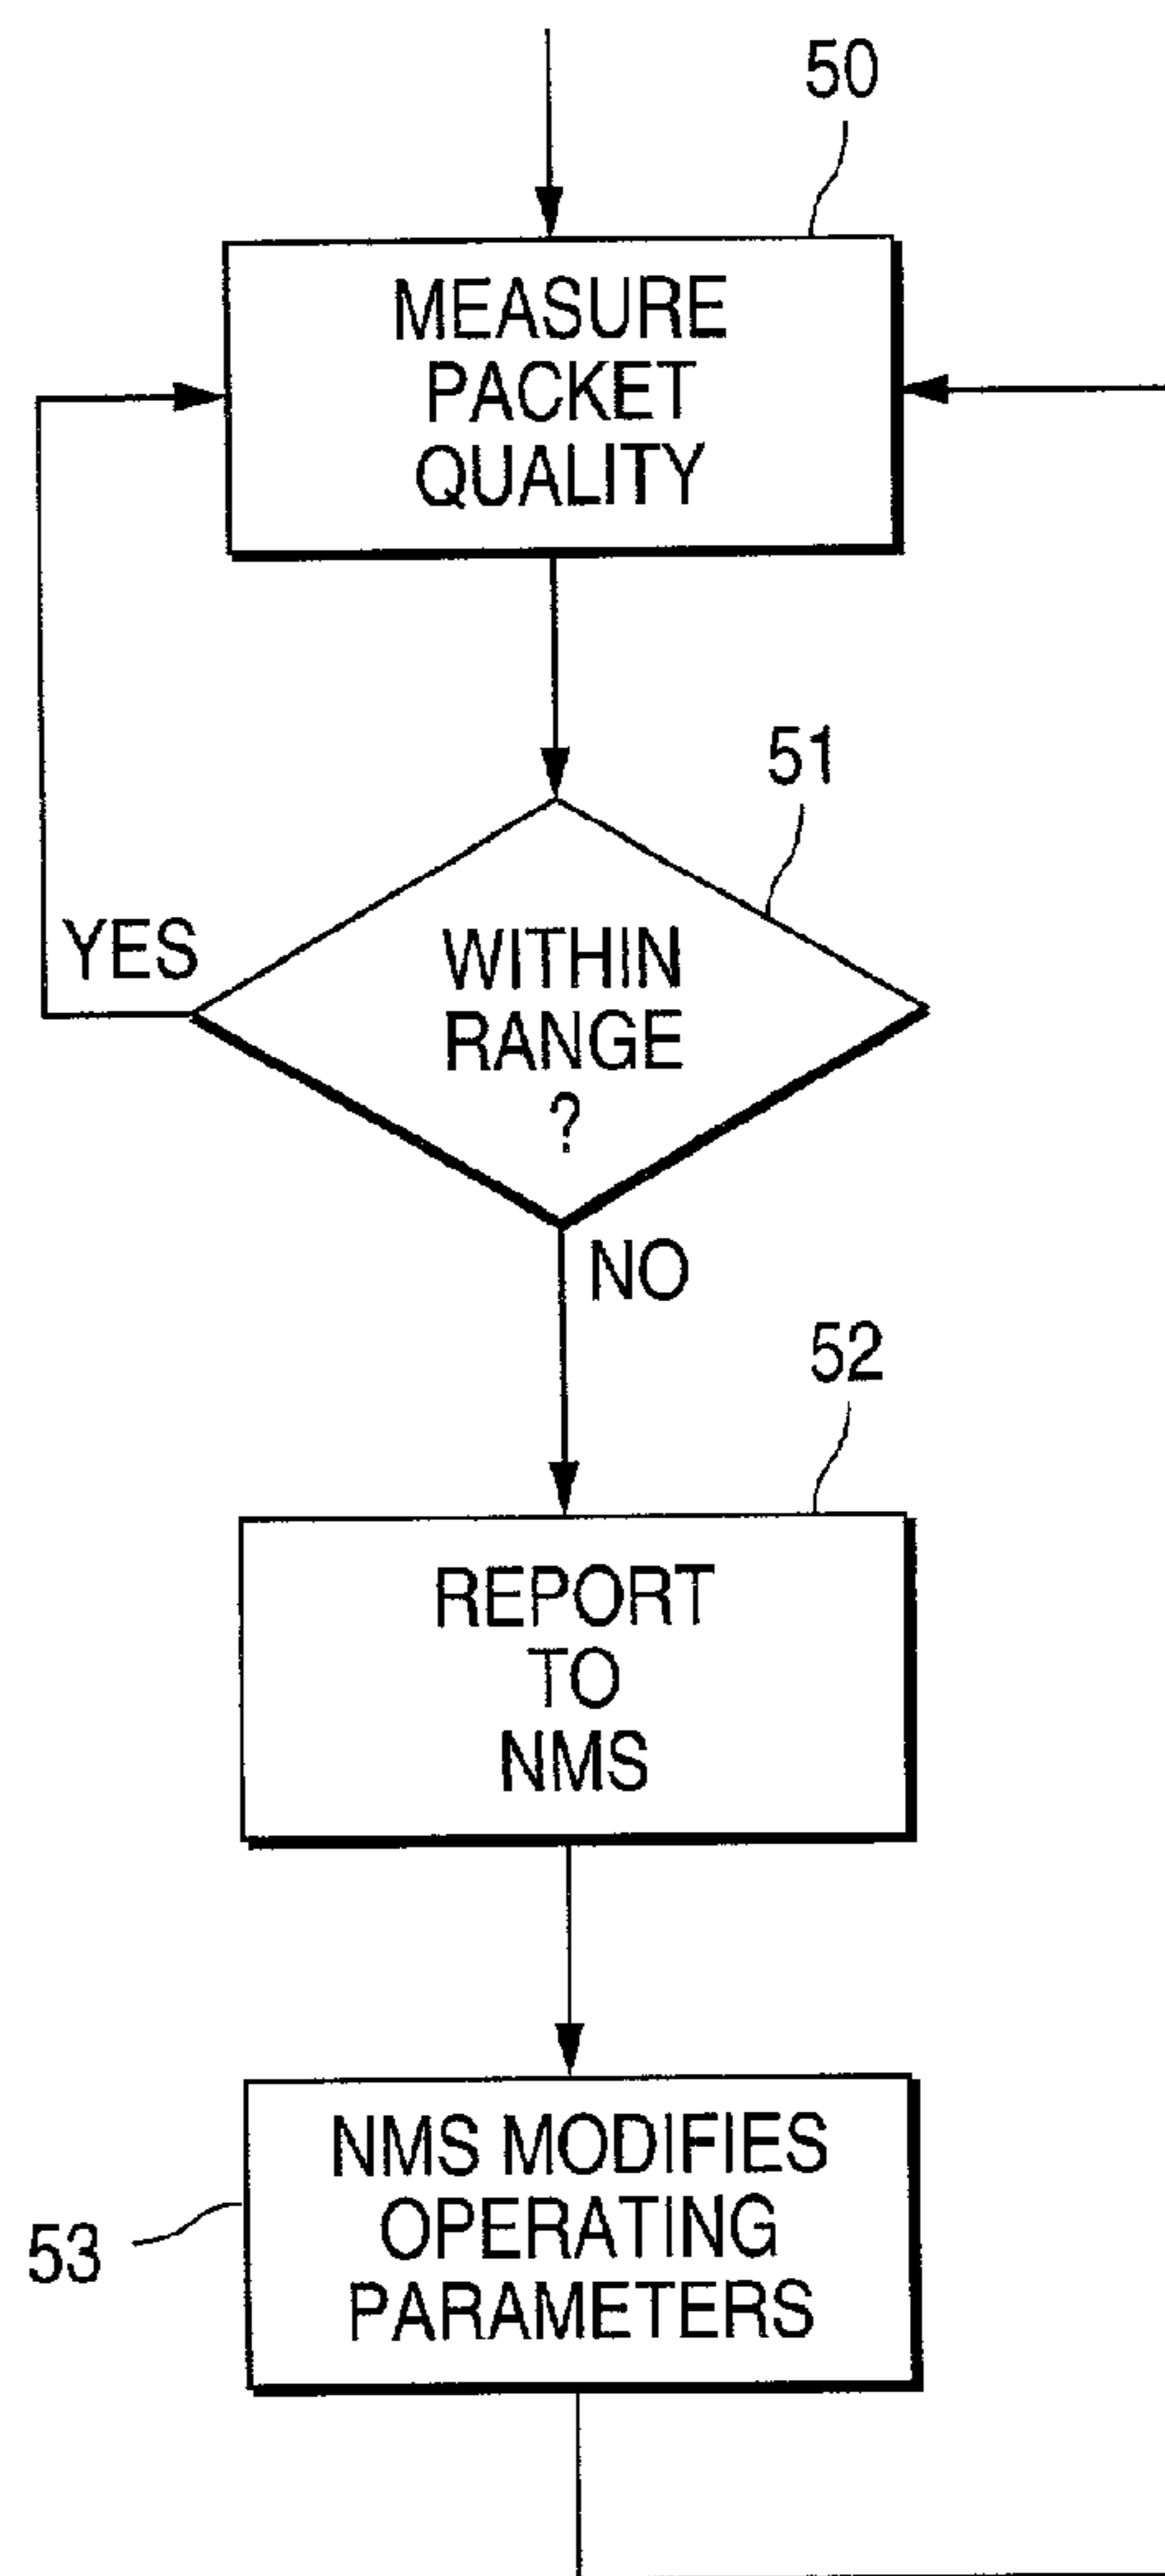 50
MEASURE
PACKET
QUALITY
51
YES
WITHIN
RANGE
?
NO
52
REPORT
TO
NMS
NMS MODIFIES
OPERATING
PARAMETERS
53